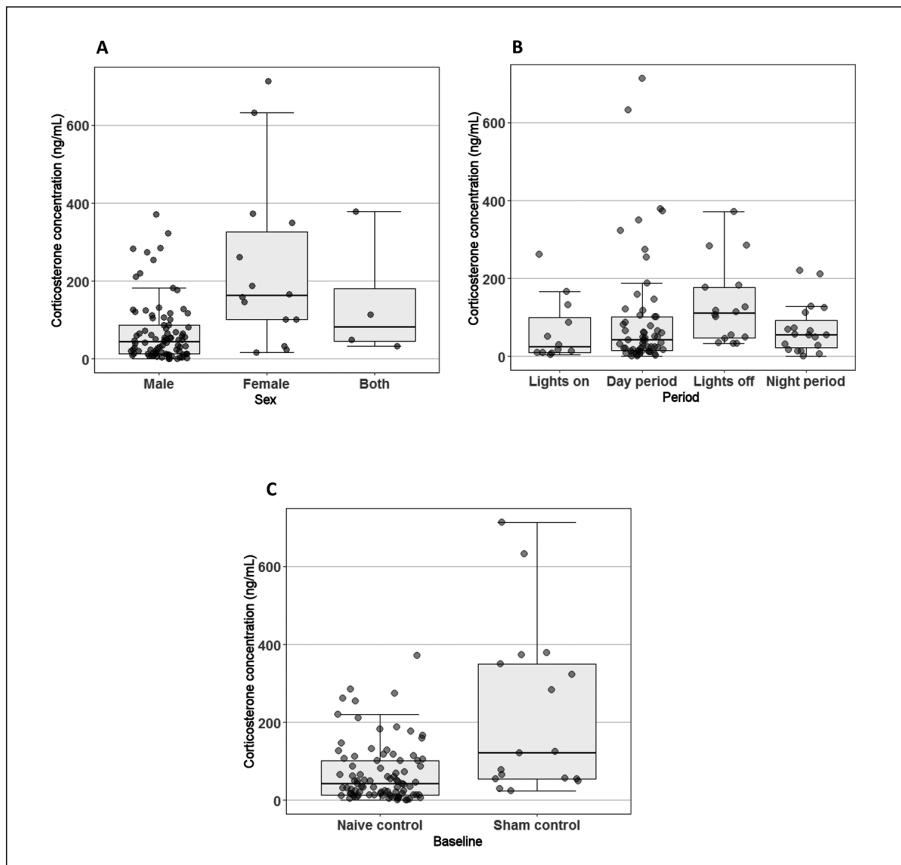 A
Corticosterone concentration (ng/mL)
600
400
200
0
Male Female Both
Sex
B
Corticosterone concentration (ng/mL)
600
400
200
0
Lights on Day period Lights off Night period
Period
C
Corticosterone concentration (ng/mL)
600
400
200
0
Naive control Sham control
Baseline